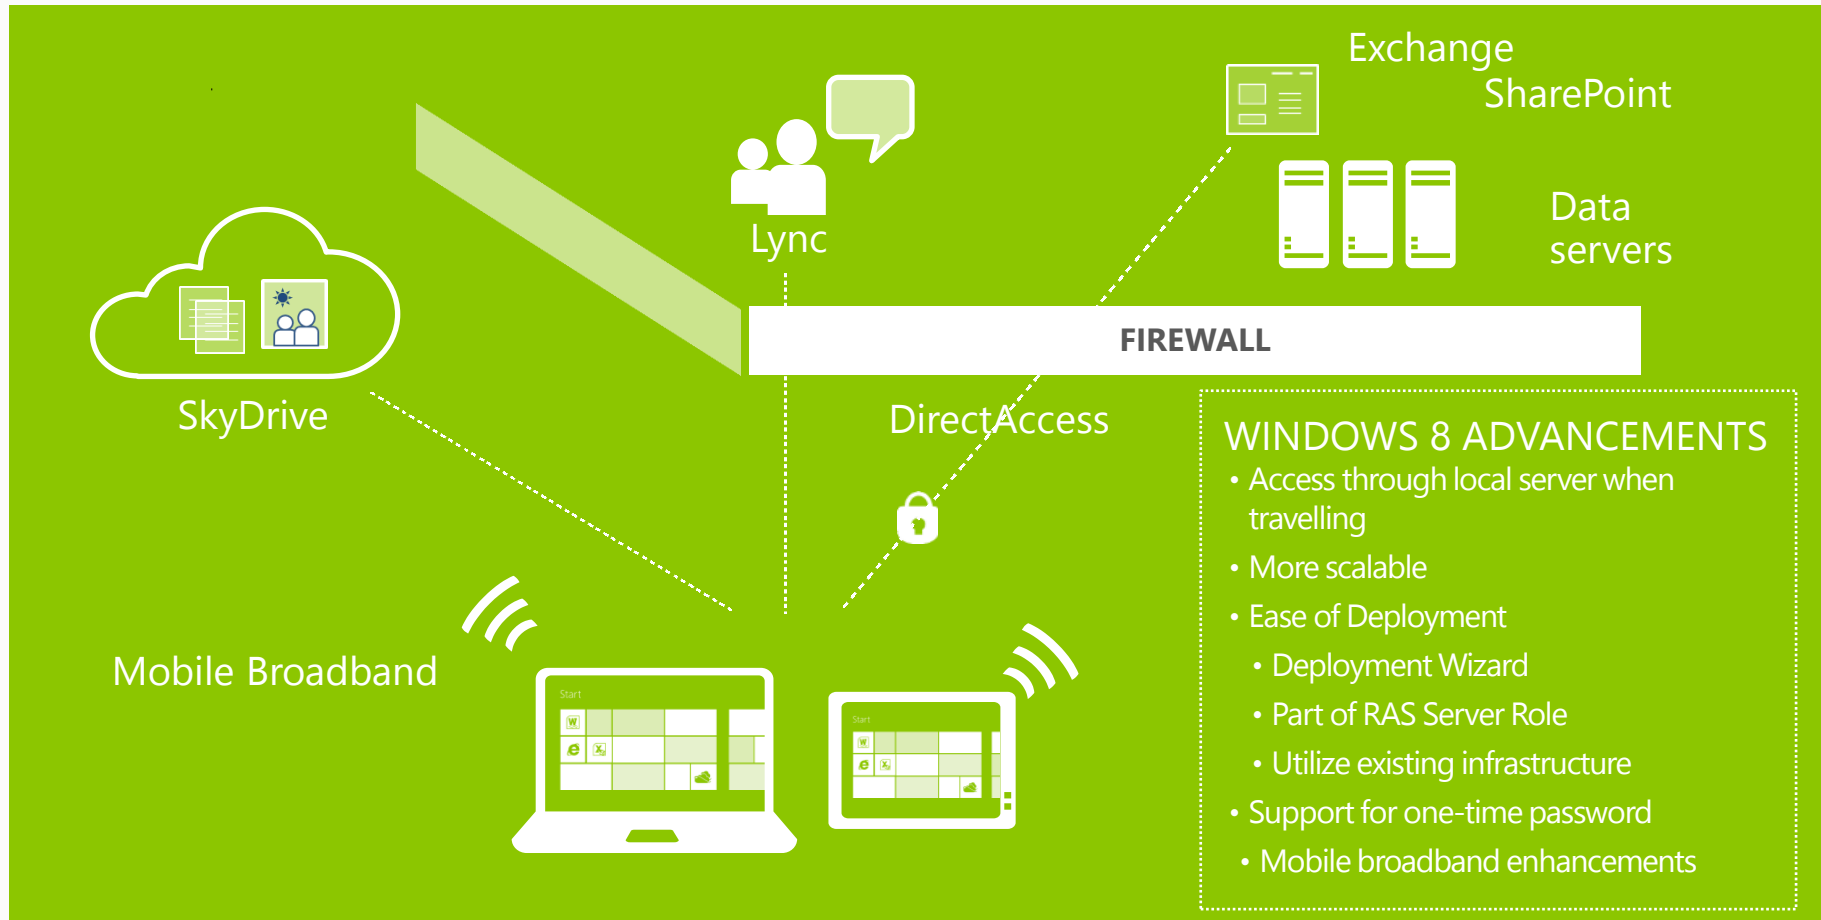 Exchange
SharePoint
Lync
Data
servers
FIREWALL
SkyDrive
DirectAccess
WINDOWS 8 ADVANCEMENTS
• Access through local server when
travelling
• More scalable
• Ease of Deployment
• Deployment Wizard
• Part of RAS Server Role
• Utilize existing infrastructure
• Support for one-time password
• Mobile broadband enhancements
Mobile Broadband
Start
Start